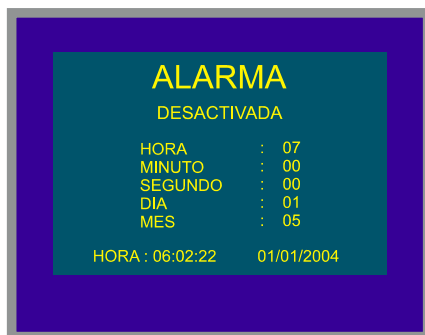 ALARMA
DESACTIVADA
HORA : 07
MINUTO : 00
SEGUNDO : 00
DIA : 01
MES : 05
HORA : 06:02:22 01/01/2004